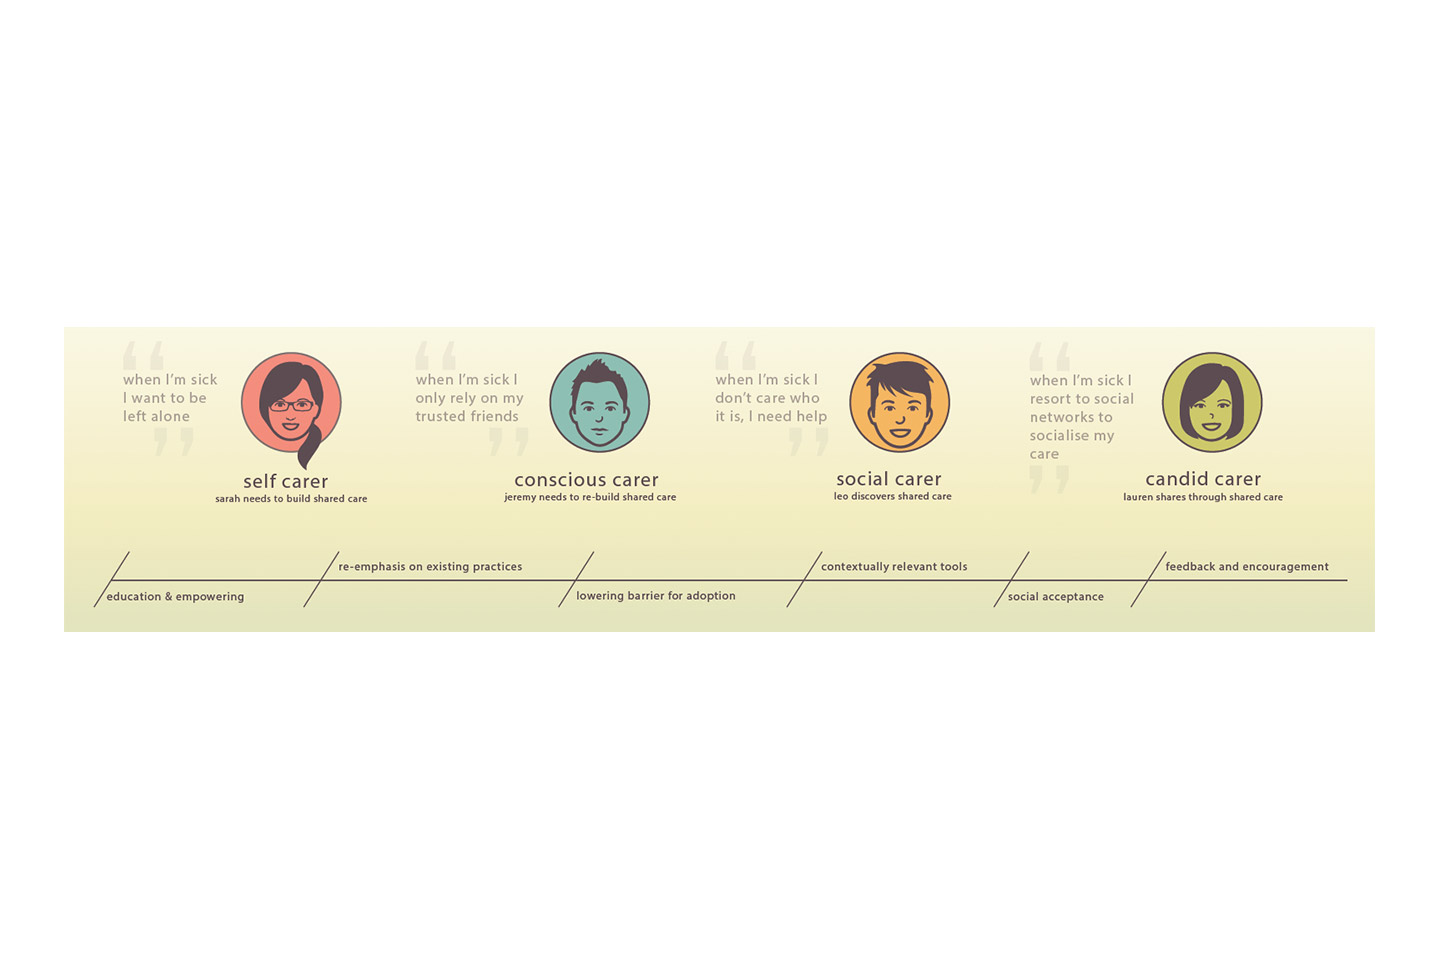 when I'm sick
I want to be
left alone
self carer
sarah needs to build shared care
when I'm sick I
only rely on my
trusted friends
conscious carer
jeremy needs to re-build shared care
when I'm sick I
don't care who
it is, I need help
social carer
leo discovers shared care
when I'm sick I
resort to social
networks to
socialise my
care
candid carer
lauren shares through shared care
education & empowering
re-emphasis on existing practices
lowering barrier for adoption
contextually relevant tools
social acceptance
feedback and encouragement